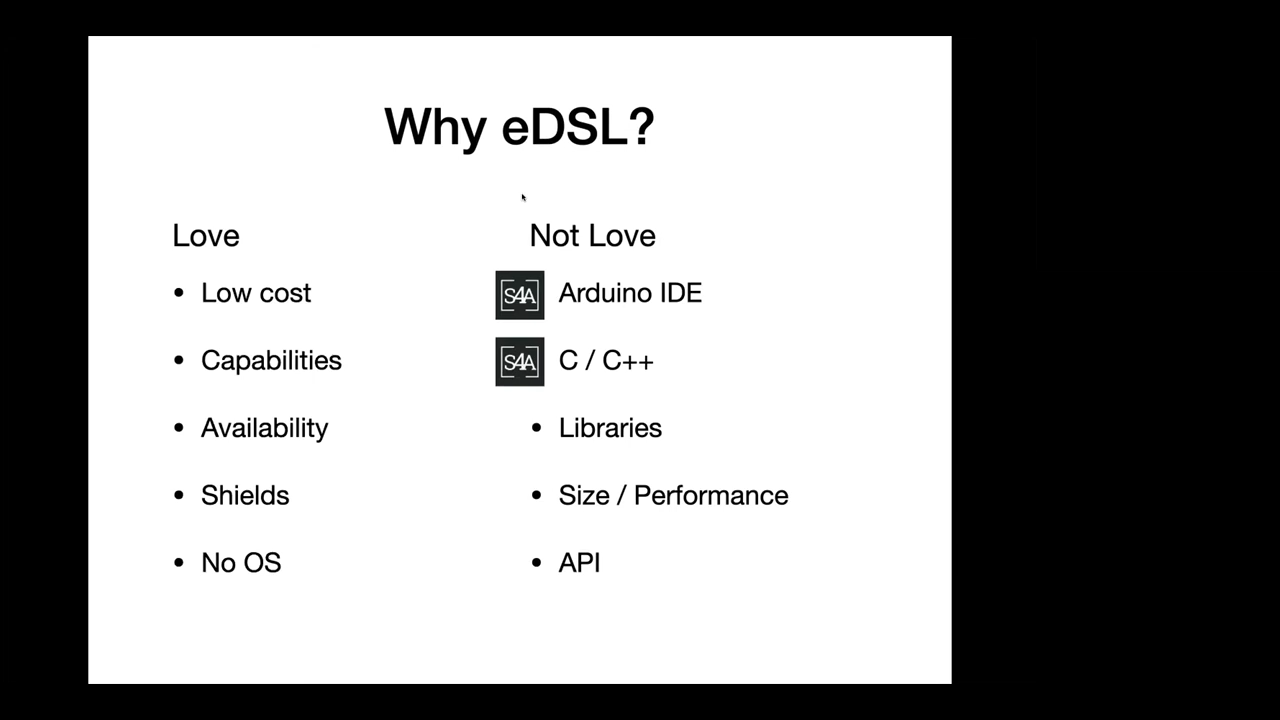 Why eDSL?
Love
• Low cost
• Capabilities
• Availability
• Shields
• No OS
Not Love
S4A Arduino IDE
S4A C / C++
• Libraries
• Size / Performance
• API